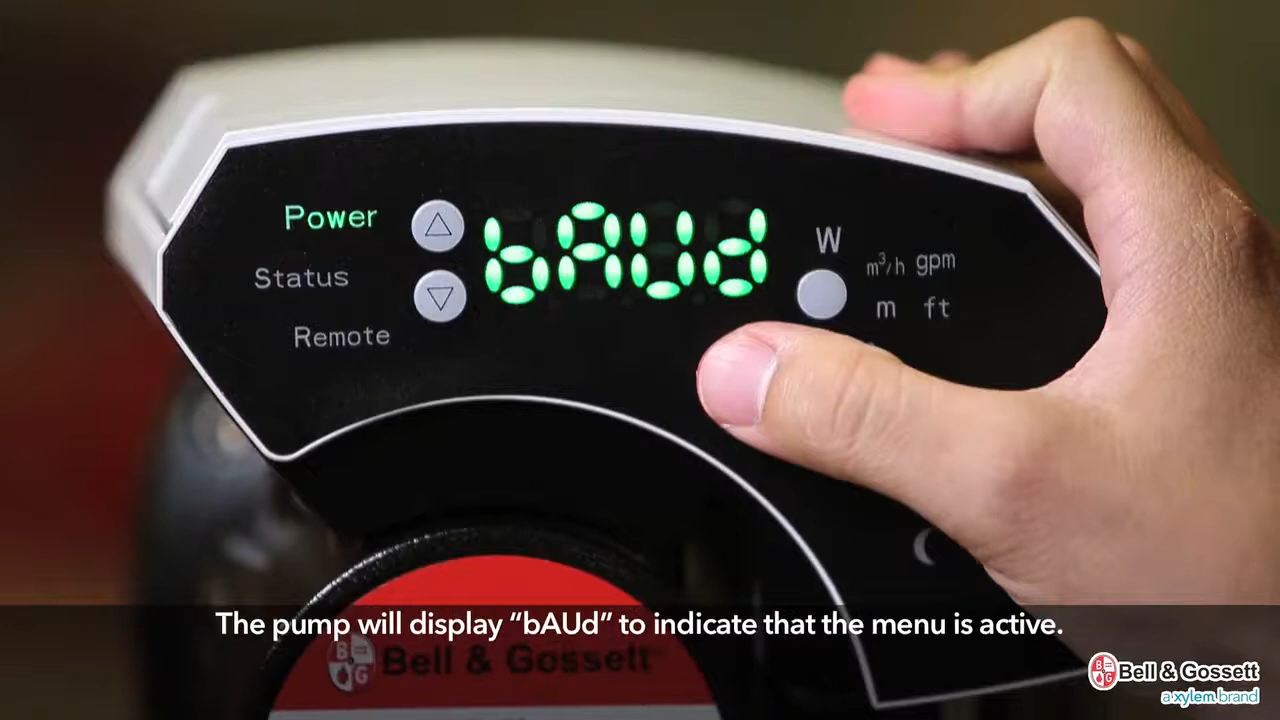 Power
Status
Remote
bAUd
W
m³/h gpm
m ft
The pump will display “bAUd” to indicate that the menu is active.
B G Bell & Gossett
B G Bell & Gossett
a xylem brand